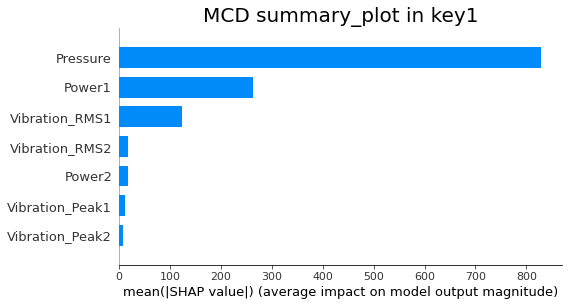 MCD summary_plot in key1
Pressure
Power1
Vibration_RMS1
Vibration_RMS2
Power2
Vibration_Peak1
Vibration_Peak2
0 100 200 300 400 500 600 700 800
mean(|SHAP value|) (average impact on model output magnitude)